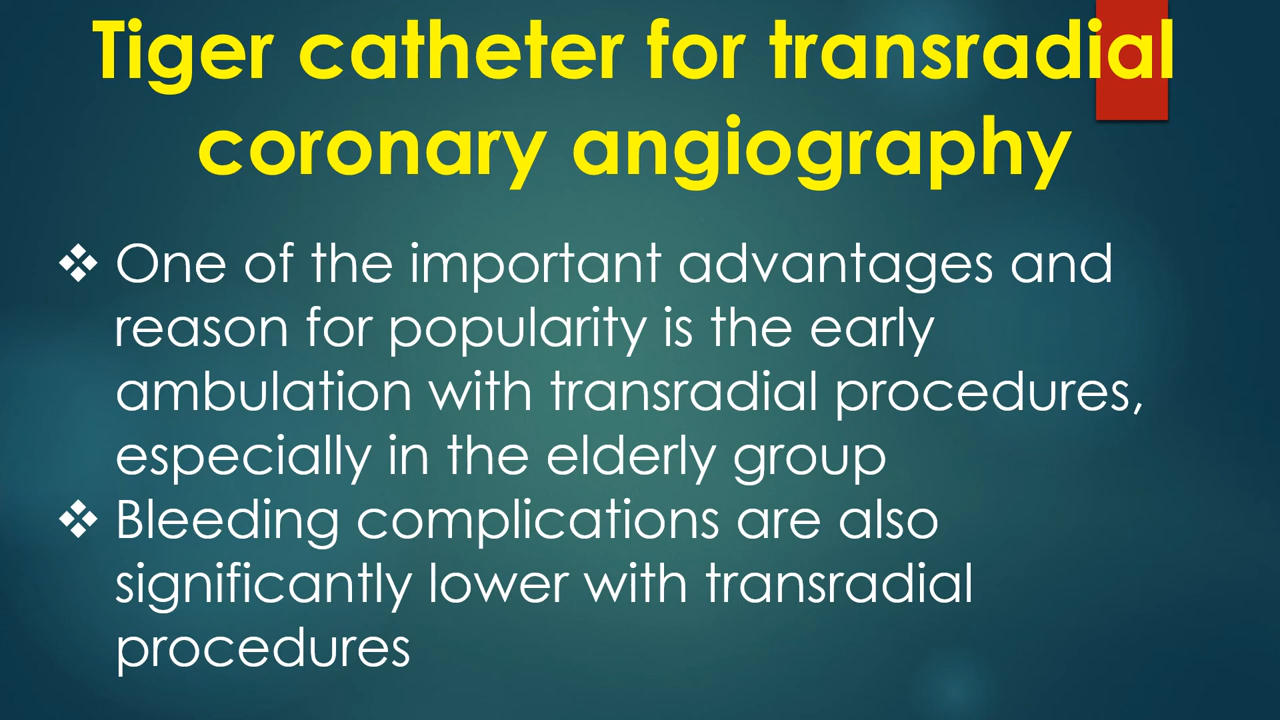 Tiger catheter for transradial
coronary angiography
❖ One of the important advantages and
reason for popularity is the early
ambulation with transradial procedures,
especially in the elderly group
❖ Bleeding complications are also
significantly lower with transradial
procedures